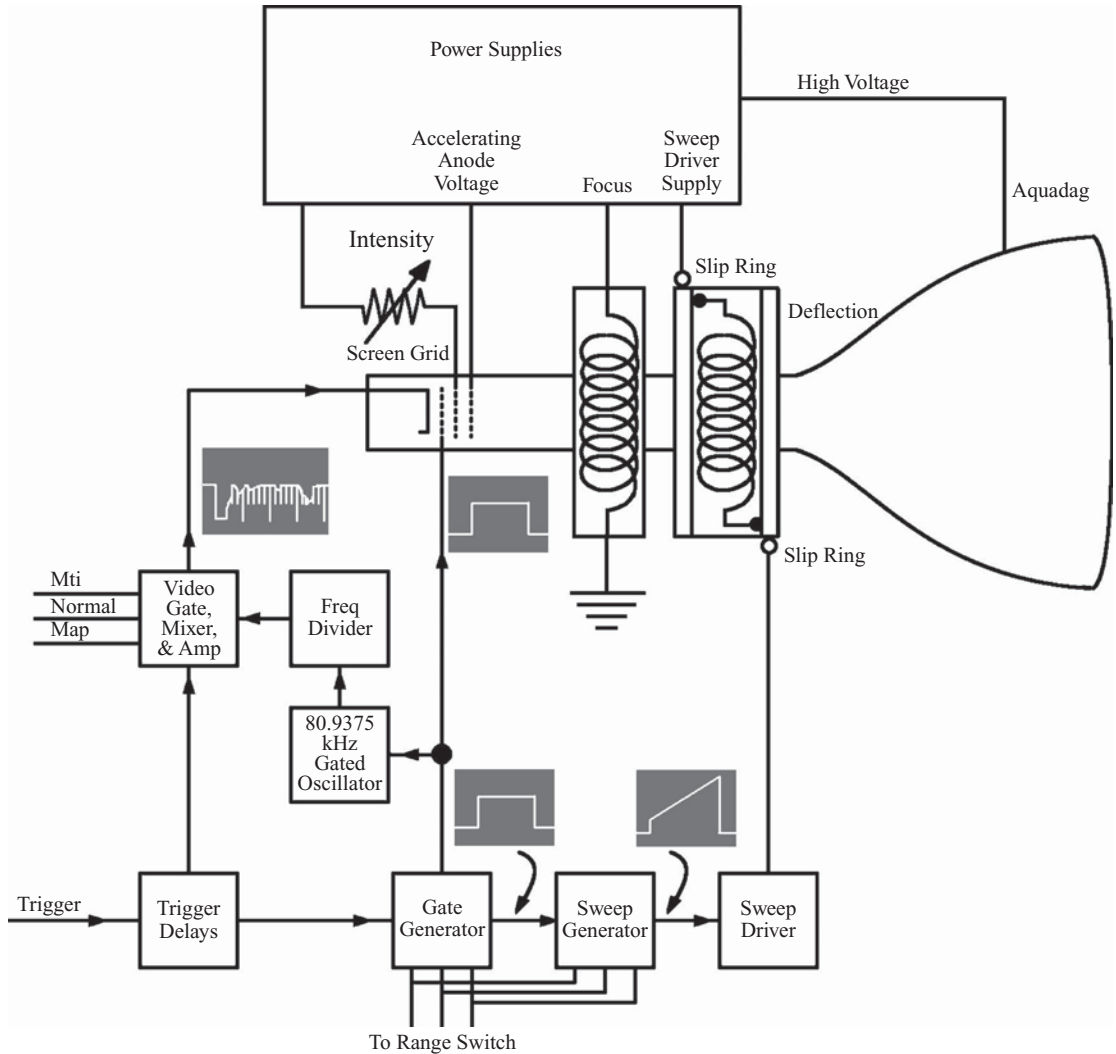 Power Supplies
High Voltage
Accelerating
Anode
Voltage
Focus
Sweep
Driver
Supply
Aquadag
Intensity
Slip Ring
Deflection
Screen Grid
Slip Ring
Mti
Normal
Map
Video
Gate,
Mixer,
& Amp
Freq
Divider
80.9375
kHz
Gated
Oscillator
Trigger
Trigger
Delays
Gate
Generator
Sweep
Generator
Sweep
Driver
To Range Switch